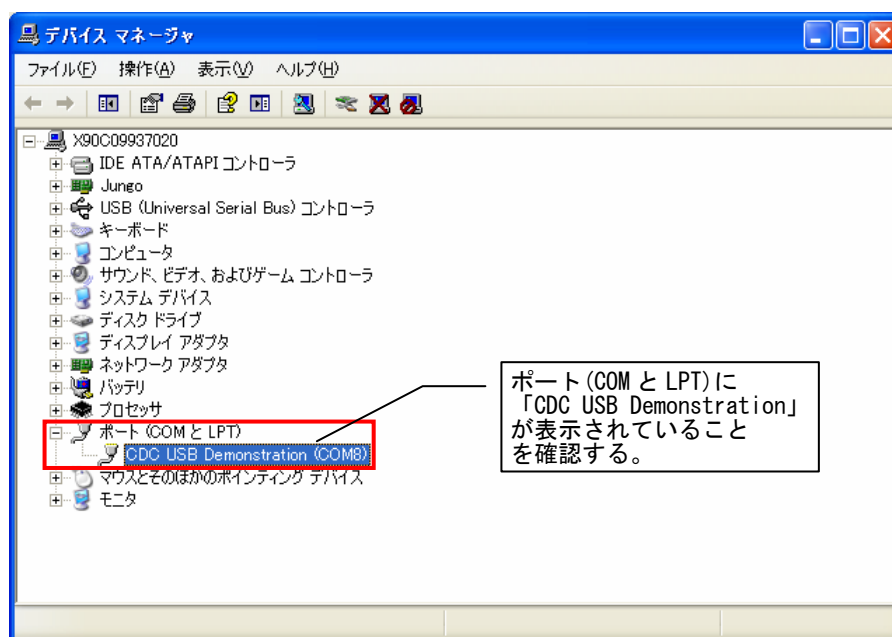 デバイス マネージャ
ファイル(F) 操作(A) 表示(V) ヘルプ(H)
X90C09937020
IDE ATA/ATAPI コントローラ
Jungo
USB (Universal Serial Bus) コントローラ
キーボード
コンピュータ
サウンド、ビデオ、およびゲーム コントローラ
システム デバイス
ディスク ドライブ
ディスプレイ アダプタ
ネットワーク アダプタ
バッテリ
プロセッサ
ポート (COM と LPT)
CDC USB Demonstration (COM8)
マウスとそのほかのポインティング デバイス
モニタ
ポート(COM と LPT)に
「CDC USB Demonstration」
が表示されていること
を確認する。